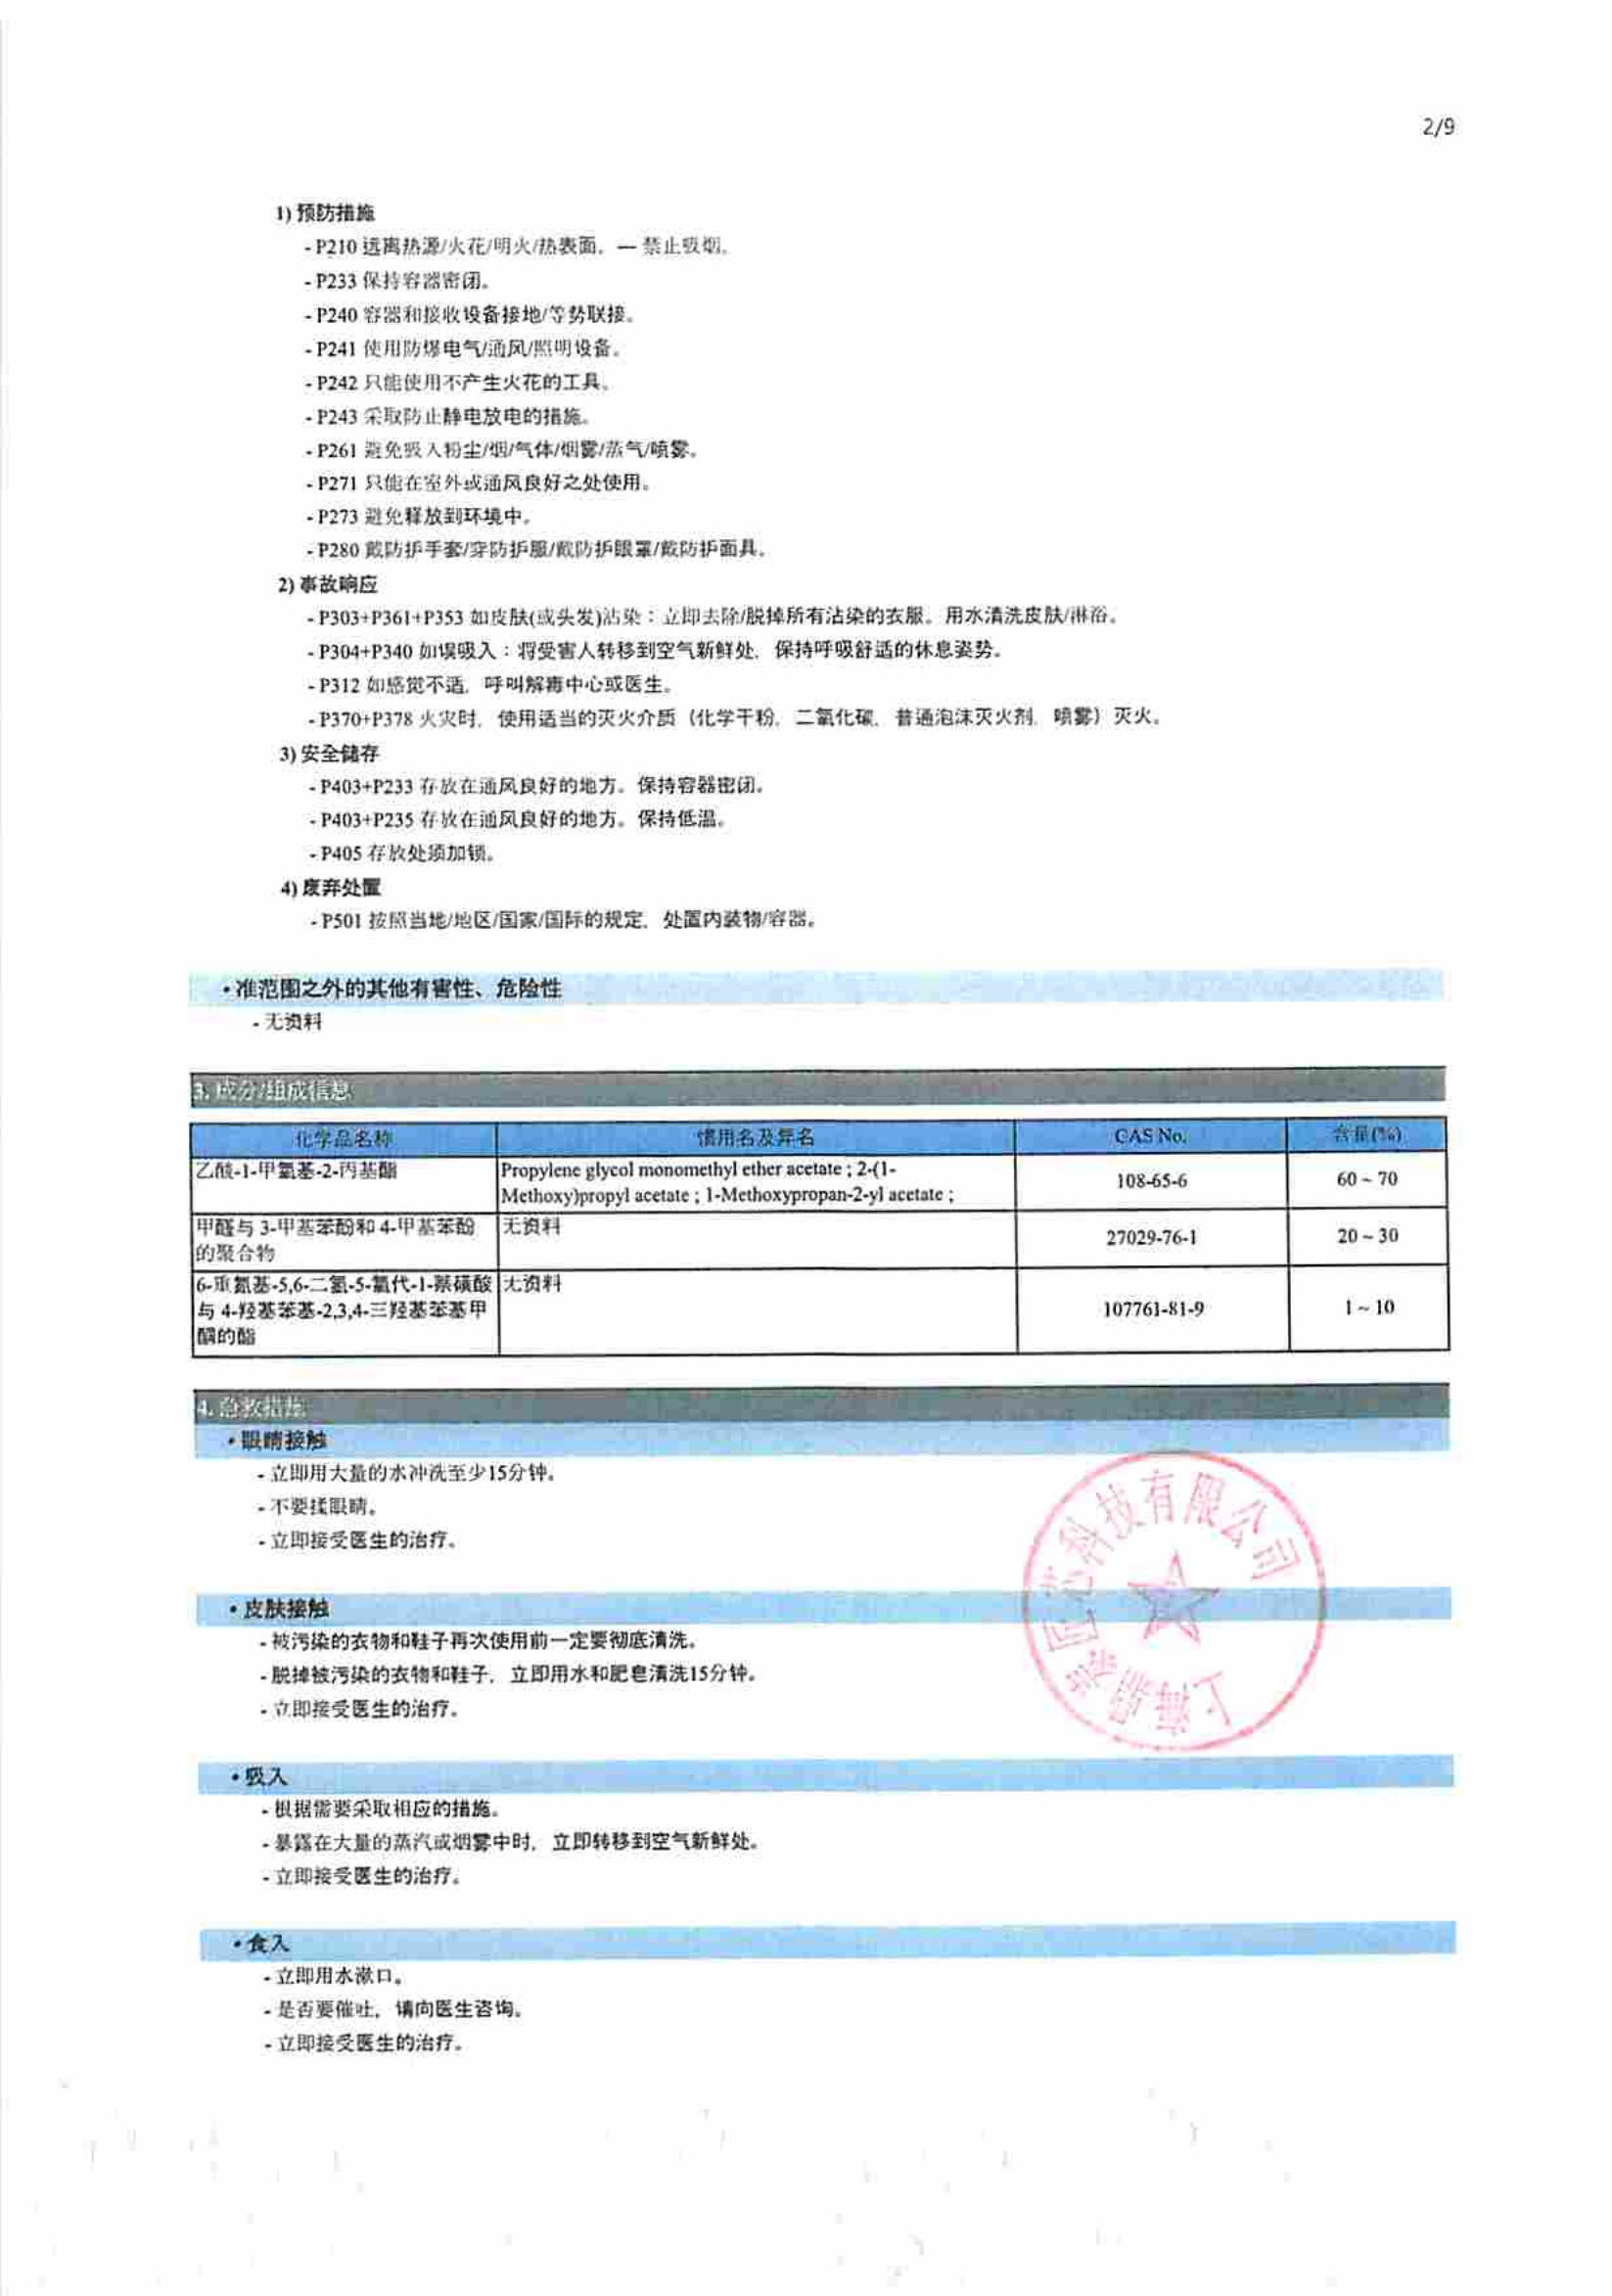 2/9
1) 预防措施
- P210 远离热源/火花/明火/热表面。— 禁止吸烟。
- P233 保持容器密闭。
- P240 容器和接收设备接地/等势联接。
- P241 使用防爆电气/通风/照明设备。
- P242 只能使用不产生火花的工具。
- P243 采取防止静电放电的措施。
- P261 避免吸入粉尘/烟/气体/烟雾/蒸气/喷雾。
- P271 只能在室外或通风良好之处使用。
- P273 避免释放到环境中。
- P280 戴防护手套/穿防护服/戴防护眼罩/戴防护面具。
2) 事故响应
- P303+P361+P353 如皮肤(或头发)沾染：立即去除/脱掉所有沾染的衣服。用水清洗皮肤/淋浴。
- P304+P340 如误吸入：将受害人转移到空气新鲜处，保持呼吸舒适的休息姿势。
- P312 如感觉不适，呼叫解毒中心或医生。
- P370+P378 火灾时，使用适当的灭火介质（化学干粉，二氧化碳，普通泡沫灭火剂，喷雾）灭火。
3) 安全储存
- P403+P233 存放在通风良好的地方。保持容器密闭。
- P403+P235 存放在通风良好的地方。保持低温。
- P405 存放处须加锁。
4) 废弃处置
- P501 按照当地/地区/国家/国际的规定，处置内装物/容器。
• 准范围之外的其他有害性、危险性
- 无资料
3. 成分/组成信息
化学品名称 惯用名及异名 CAS No. 含量(%)
乙酸-1-甲氧基-2-丙基酯 Propylene glycol monomethyl ether acetate ; 2-(1-
Methoxy)propyl acetate ; 1-Methoxypropan-2-yl acetate ; 108-65-6 60 ~ 70
甲醛与 3-甲基苯酚和 4-甲基苯酚 无资料 27029-76-1 20 ~ 30
的聚合物
6-重氮基-5,6-二氢-5-氧代-1-萘磺酸 无资料
与 4-羟基苯基-2,3,4-三羟基苯基甲 107761-81-9 1 ~ 10
酮的酯
4. 急救措施
• 眼睛接触
- 立即用大量的水冲洗至少15分钟。
- 不要揉眼睛。
- 立即接受医生的治疗。
• 皮肤接触
- 被污染的衣物和鞋子再次使用前一定要彻底清洗。
- 脱掉被污染的衣物和鞋子，立即用水和肥皂清洗15分钟。
- 立即接受医生的治疗。
• 吸入
- 根据需要采取相应的措施。
- 暴露在大量的蒸汽或烟雾中时，立即转移到空气新鲜处。
- 立即接受医生的治疗。
• 食入
- 立即用水漱口。
- 是否要催吐，请向医生咨询。
- 立即接受医生的治疗。
上海 匠芯科技有限公司